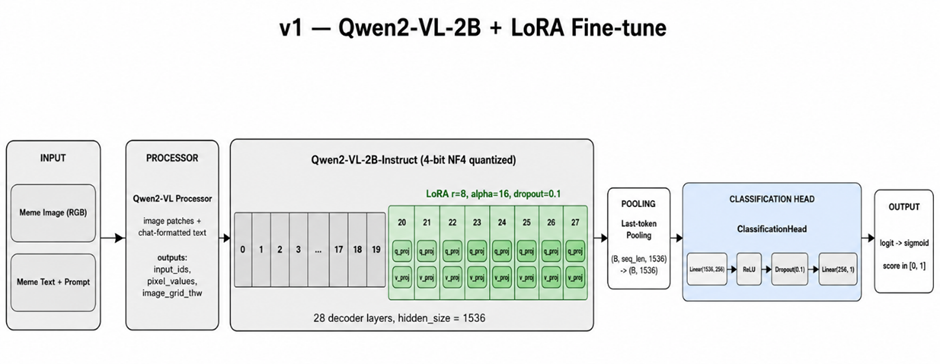 v1 — Qwen2-VL-2B + LoRA Fine-tune
INPUT
Meme Image (RGB)
Meme Text + Prompt
PROCESSOR
Qwen2-VL Processor
image patches +
chat-formatted text
outputs:
input_ids,
pixel_values,
image_grid_thw
Qwen2-VL-2B-Instruct (4-bit NF4 quantized)
LoRA r=8, alpha=16, dropout=0.1
0 1 2 3 ... 17 18 19 20 21 22 23 24 25 26 27
q_proj q_proj q_proj q_proj q_proj q_proj q_proj q_proj
v_proj v_proj v_proj v_proj v_proj v_proj v_proj v_proj
28 decoder layers, hidden_size = 1536
POOLING
Last-token
Pooling
(B, seq_len, 1536)
-> (B, 1536)
CLASSIFICATION HEAD
ClassificationHead
Linear(1536, 256)
ReLU
Dropout(0.1)
Linear(256, 1)
OUTPUT
logit -> sigmoid
score in [0, 1]